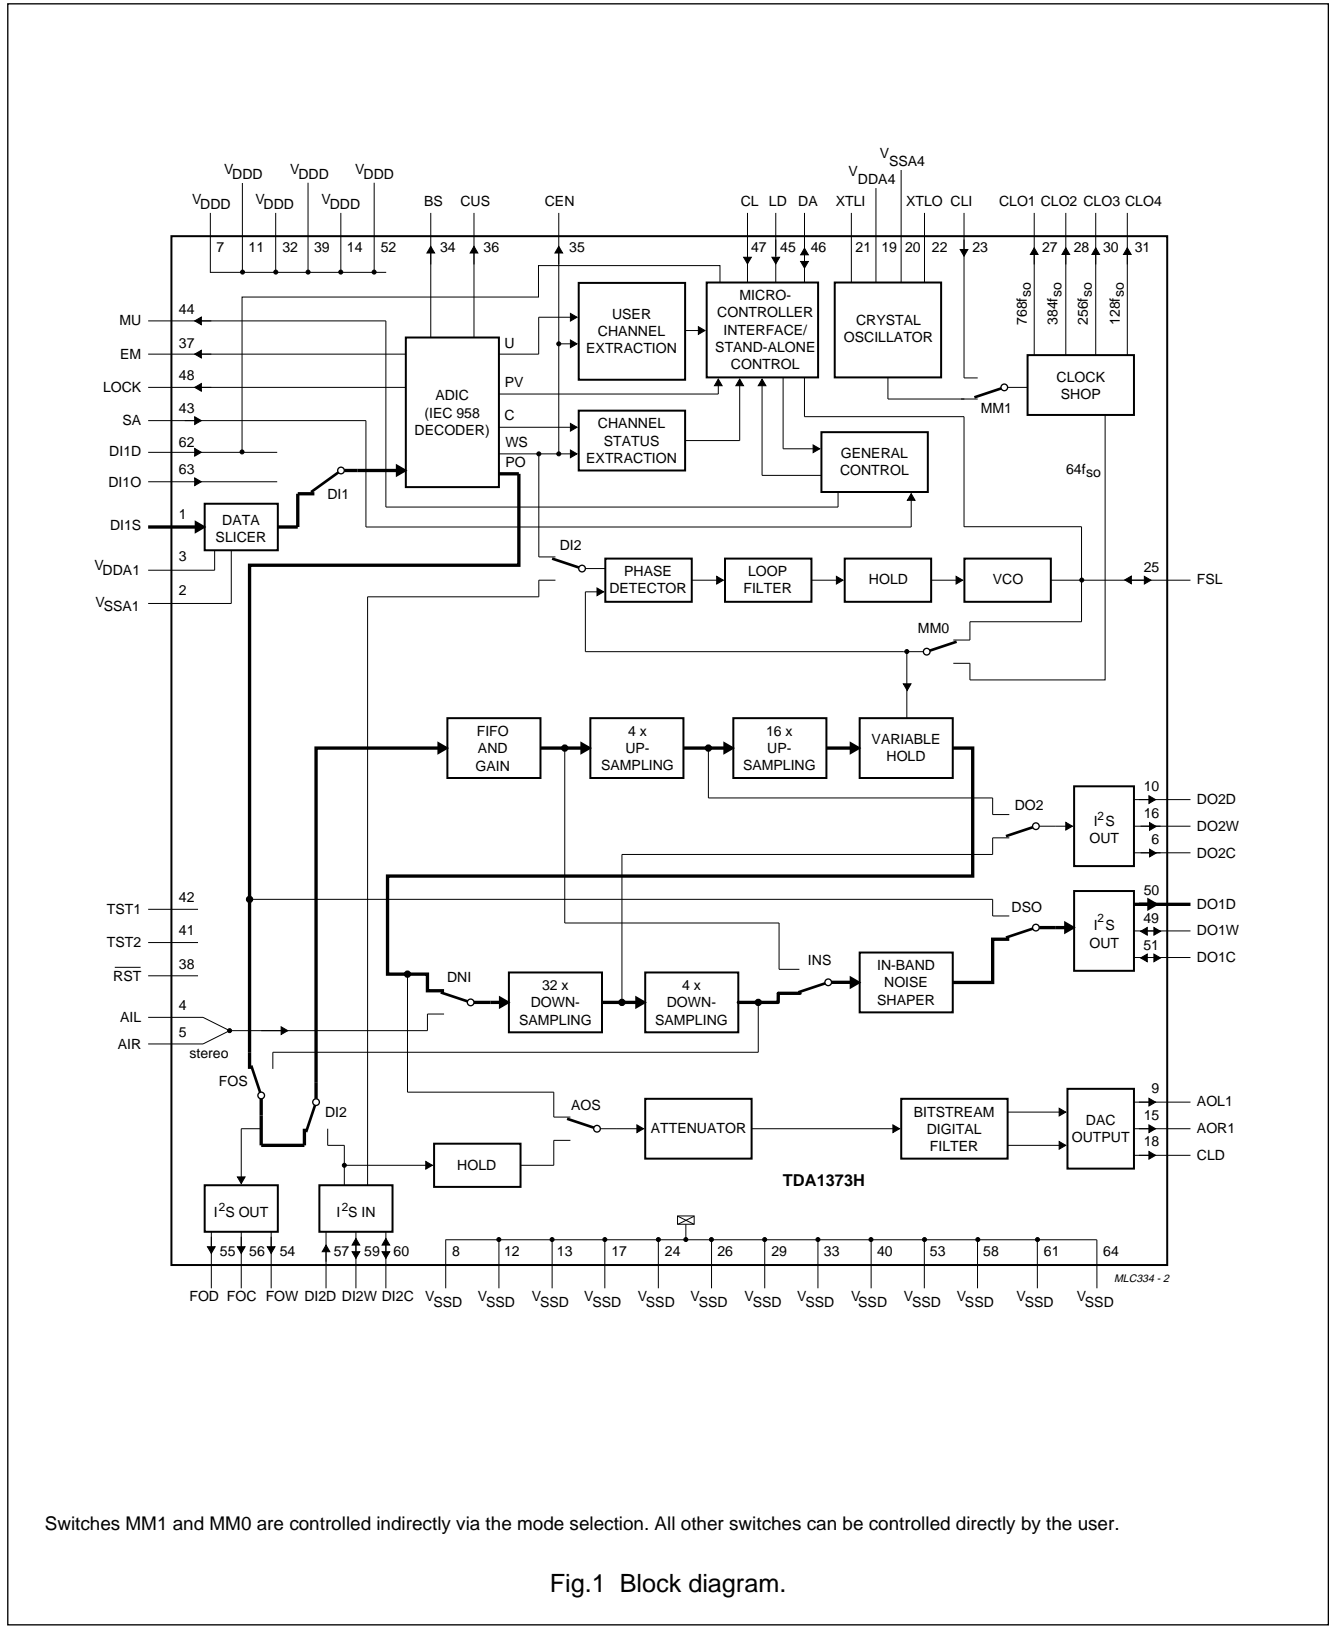 VSSA4
VDDA4
VDDD VDDD VDDD
VDDD VDDD VDDD
BS CUS CEN CL LD DA XTLI XTLO CLI CLO1 CLO2 CLO3 CLO4
7 11 32 39 14 52 34 36 35 47 45 46 21 19 20 22 23 27 28 30 31
768fso 384fso 256fso 128fso
MU 44
EM 37
LOCK 48
SA 43
DI1D 62
DI1O 63
DI1S 1
VDDA1 3
VSSA1 2
USER
CHANNEL
EXTRACTION
MICRO-
CONTROLLER
INTERFACE/
STAND-ALONE
CONTROL
CRYSTAL
OSCILLATOR
CLOCK
SHOP
MM1
ADIC
(IEC 958
DECODER)
U
PV
C
WS
PO
CHANNEL
STATUS
EXTRACTION
GENERAL
CONTROL
64fso
DI1
DATA
SLICER
DI2
PHASE
DETECTOR
LOOP
FILTER
HOLD
VCO
25 FSL
MM0
FIFO
AND
GAIN
4 x
UP-
SAMPLING
16 x
UP-
SAMPLING
VARIABLE
HOLD
DO2
I2S
OUT
10 DO2D
16 DO2W
6 DO2C
TST1 42
TST2 41
RST 38
AIL 4
AIR 5
stereo
DSO
I2S
OUT
50 DO1D
49 DO1W
51 DO1C
DNI
32 x
DOWN-
SAMPLING
4 x
DOWN-
SAMPLING
INS
IN-BAND
NOISE
SHAPER
FOS
DI2
AOS
ATTENUATOR
BITSTREAM
DIGITAL
FILTER
DAC
OUTPUT
9 AOL1
15 AOR1
18 CLD
HOLD
TDA1373H
I2S OUT
I2S IN
55 56 54 57 59 60 8 12 13 17 24 26 29 33 40 53 58 61 64
MLC334 - 2
FOD FOC FOW DI2D DI2W DI2C VSSD VSSD VSSD VSSD VSSD VSSD VSSD VSSD VSSD VSSD VSSD VSSD VSSD
Switches MM1 and MM0 are controlled indirectly via the mode selection. All other switches can be controlled directly by the user.
Fig.1 Block diagram.